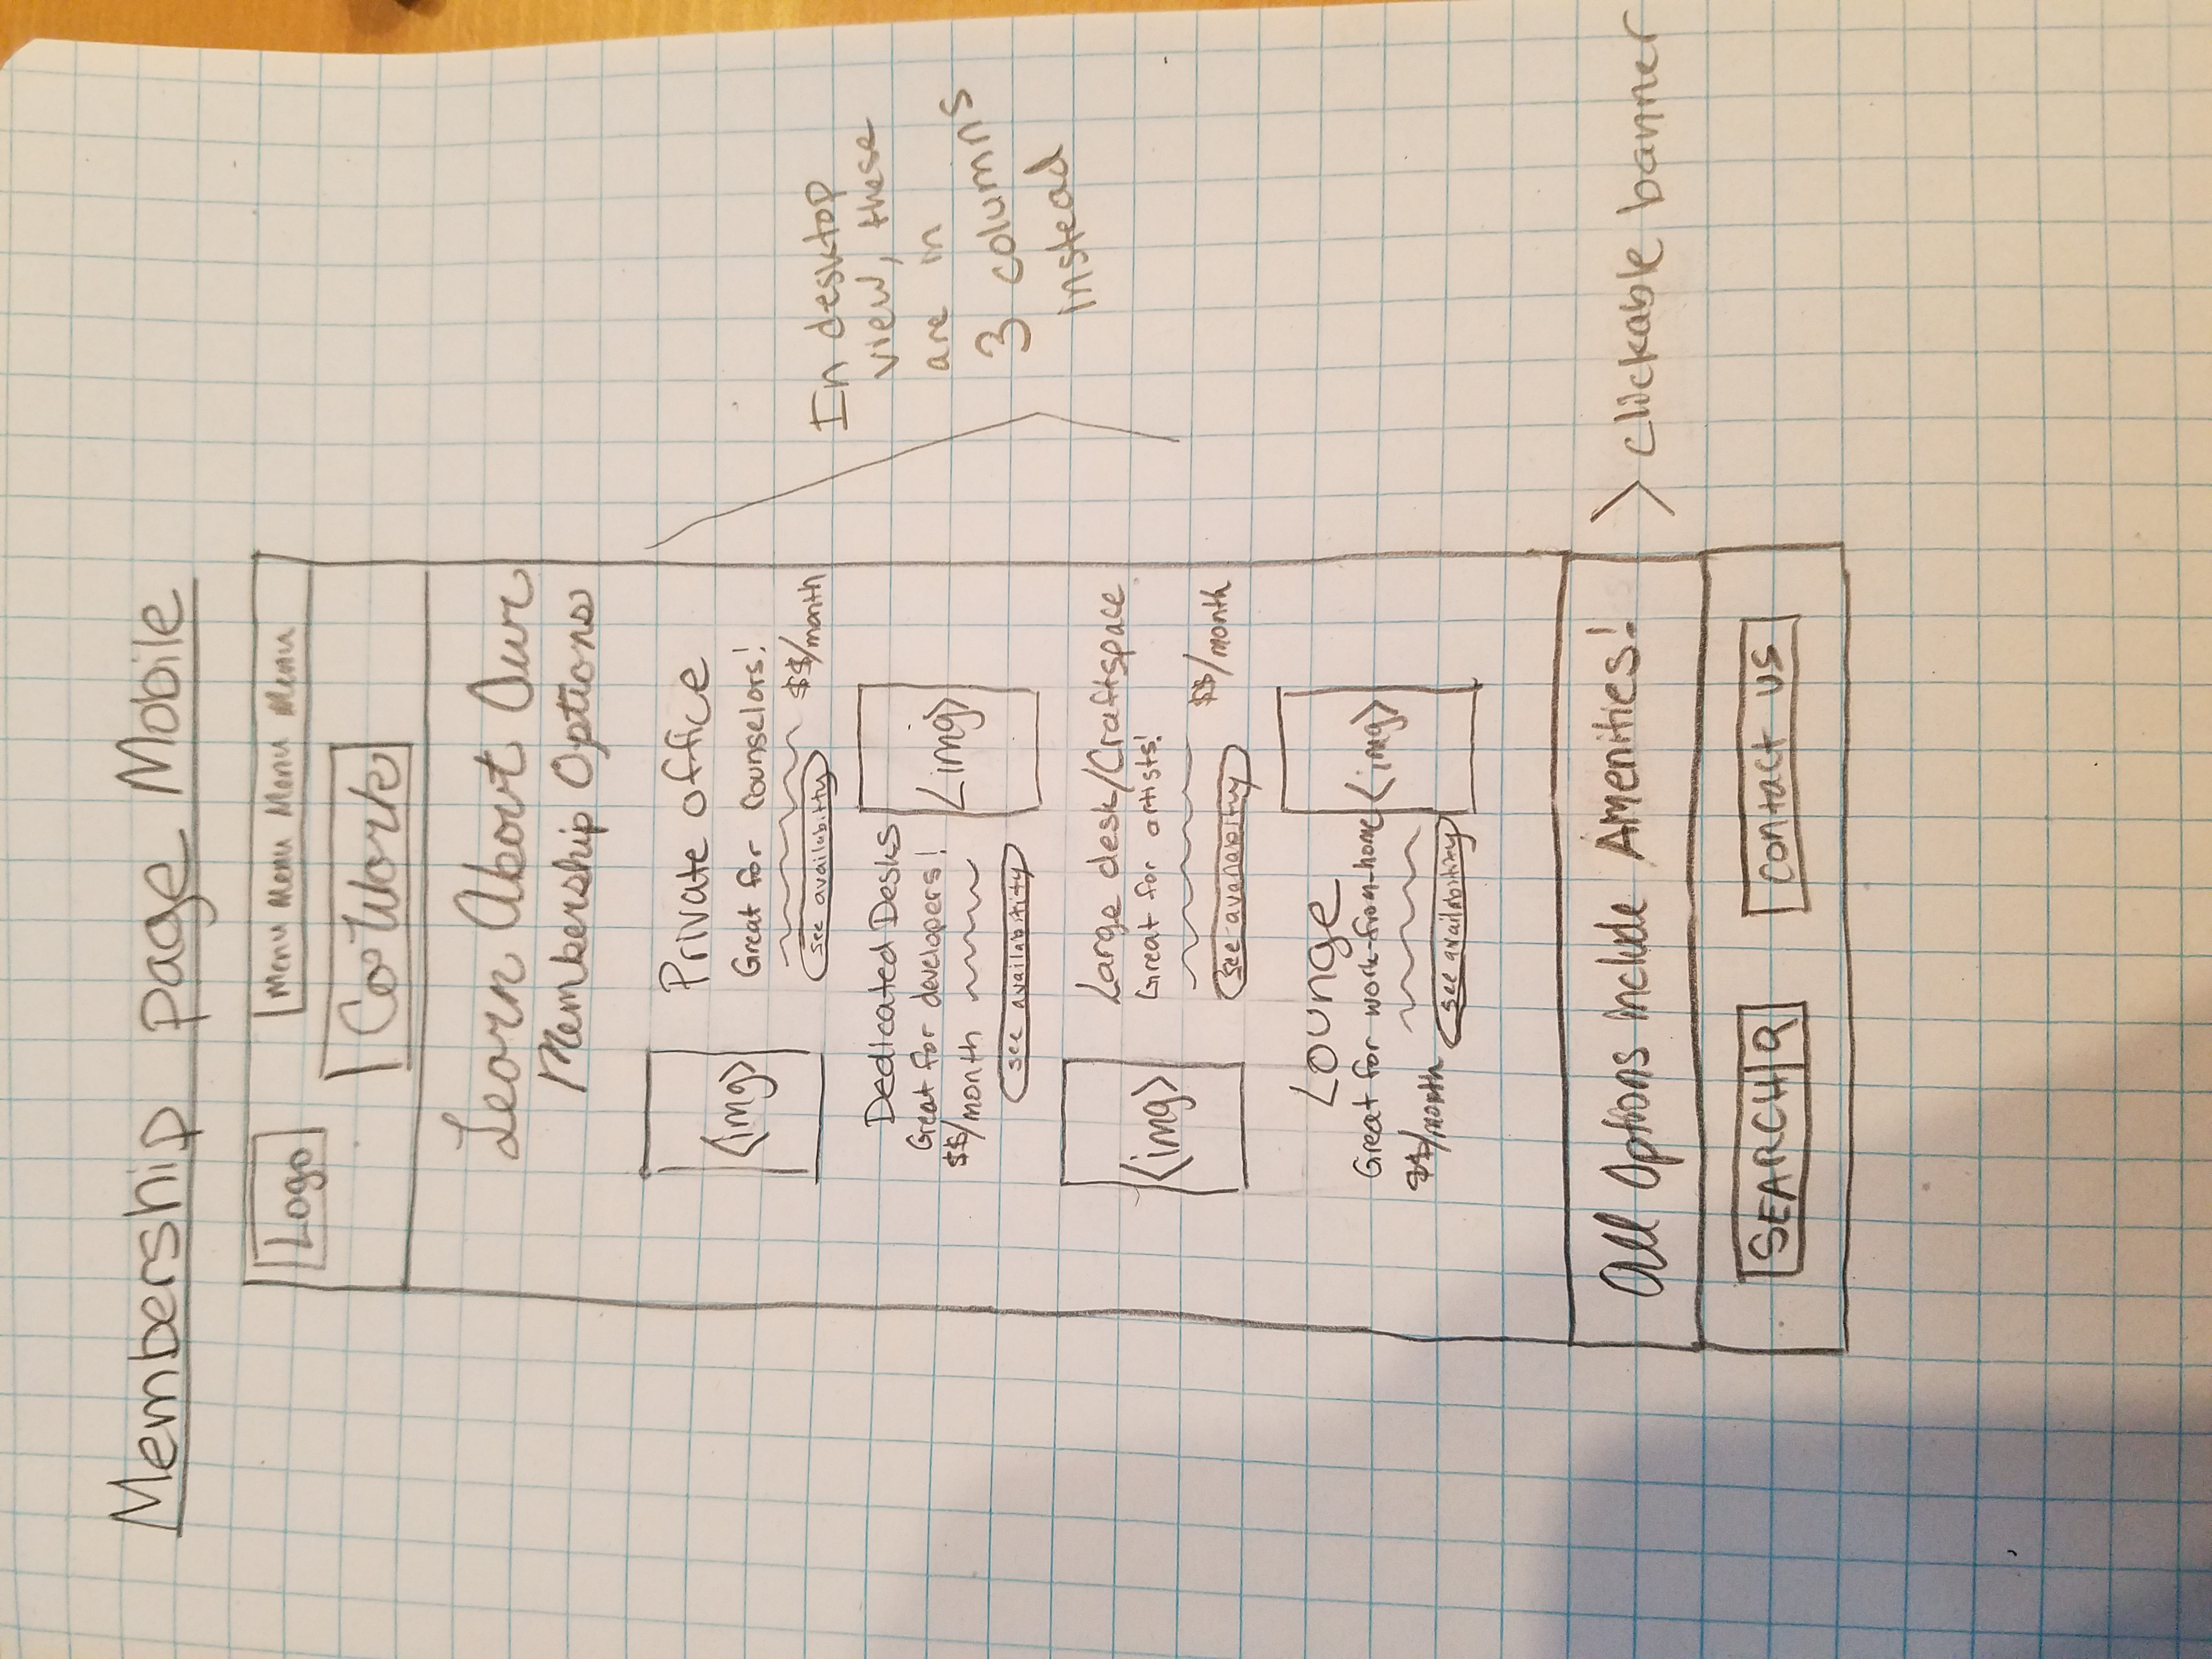 Membership page Mobile
Logo
Menu Menu Menu Menu
CoWork
Learn About Our
Membership Options
<img>
Private office
Great for counselors!
$$/month
see availability
Dedicated Desks
Great for developers!
$$/month
see availability
<img>
<img>
Large desk/Craftspace
Great for artists!
$$/month
see availability
Lounge
Great for work-from-home
$$/month
see availability
<img>
In desktop
view, these
are in
3 columns
instead
All Options include Amenities!
> clickable banner
SEARCH
contact us